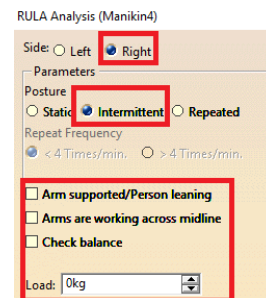 RULA Analysis (Manikin4)
Side: Left Right
Parameters
Posture
Static Intermittent Repeated
Repeat Frequency
< 4 Times/min. > 4 Times/min.
Arm supported/Person leaning
Arms are working across midline
Check balance
Load: 0kg